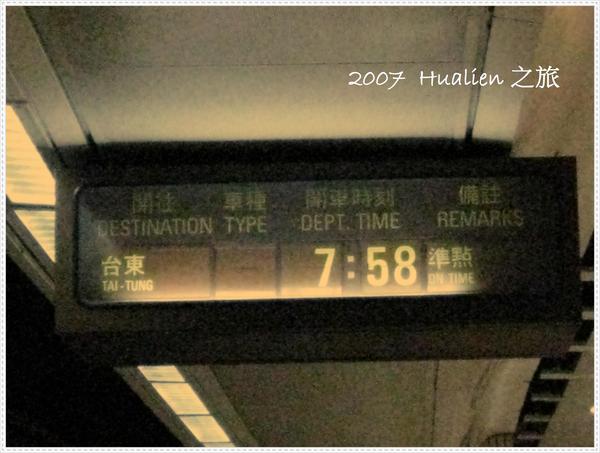 2007 Hualien 之旅
開往 車種 開車時刻 備註
DESTINATION TYPE DEPT. TIME REMARKS
台東 7:58 準點
TAI-TUNG ON TIME